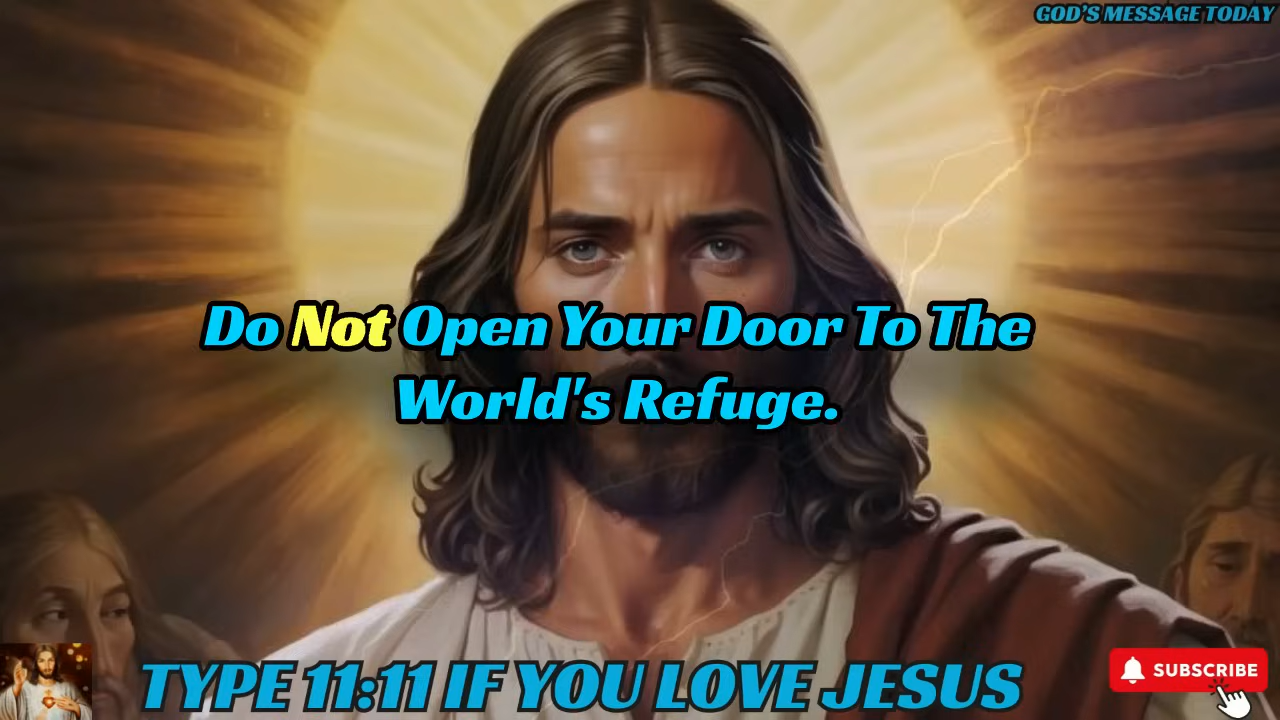 GOD'S MESSAGE TODAY
Do Not Open Your Door To The
World's Refuge.
TYPE 11:11 IF YOU LOVE JESUS
SUBSCRIBE